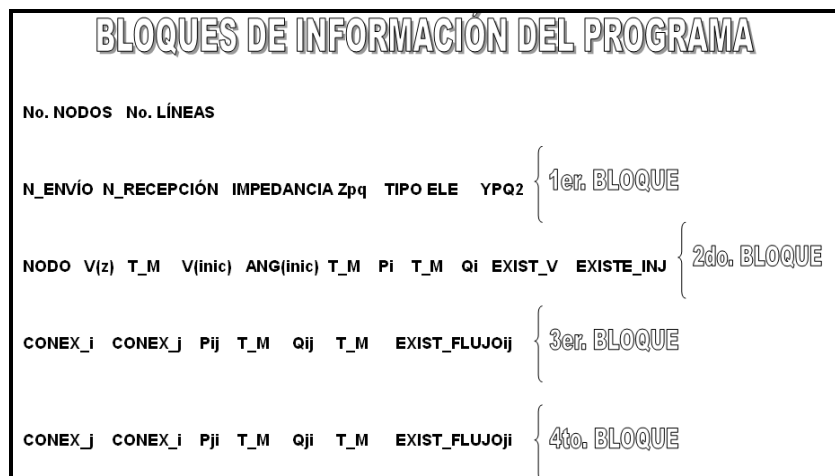 BLOQUES DE INFORMACIÓN DEL PROGRAMA
No. NODOS No. LÍNEAS
N_ENVÍO N_RECEPCIÓN IMPEDANCIA Zpq TIPO ELE YPQ2 1er. BLOQUE
NODO V(z) T_M V(inic) ANG(inic) T_M Pi T_M Qi EXIST_V EXISTE_INJ 2do. BLOQUE
CONEX_i CONEX_j Pij T_M Qij T_M EXIST_FLUJOij 3er. BLOQUE
CONEX_j CONEX_i Pji T_M Qji T_M EXIST_FLUJOji 4to. BLOQUE